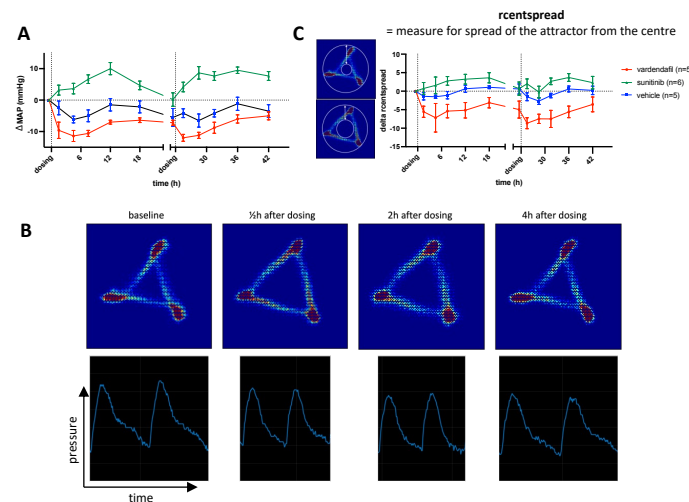 rcentspread
= measure for spread of the attractor from the centre
A
C
Δ MAP (mmHg)
10
0
-10
dosing
6
12
18
dosing
30
36
42
time (h)
delta rcentspread
15
10
5
0
-5
-10
-15
dosing
6
12
18
dosing
30
36
42
time (h)
vardendafil (n=5
sunitinib (n=6)
vehicle (n=5)
B
baseline
½h after dosing
2h after dosing
4h after dosing
pressure
time